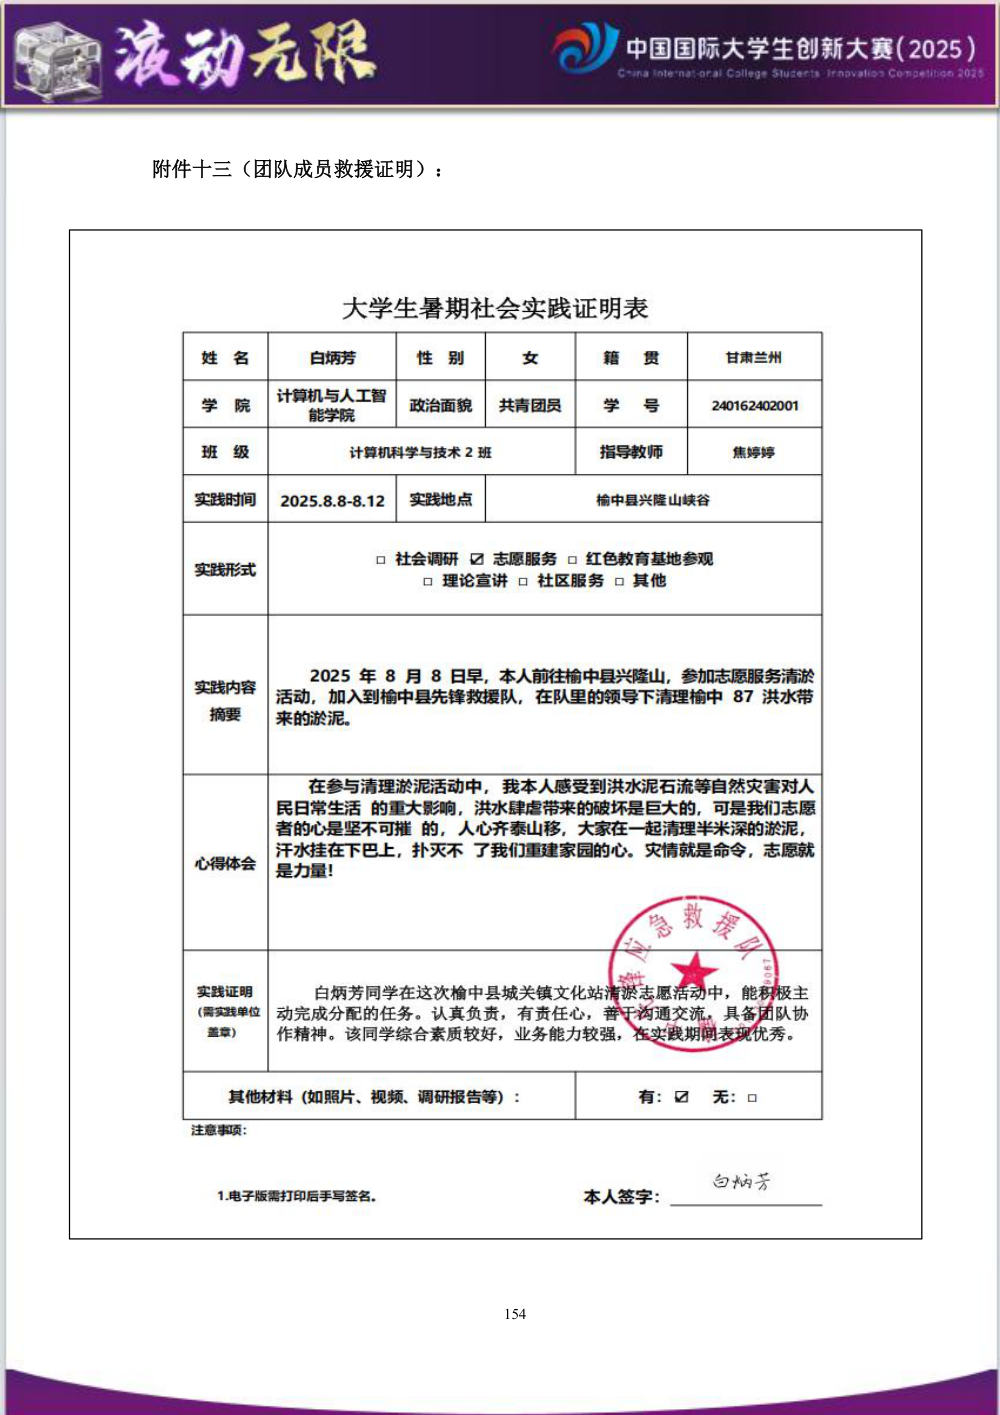 液动无限
中国国际大学生创新大赛(2025)
China International College Students Innovation Competition 2025
附件十三（团队成员救援证明）：
大学生暑期社会实践证明表
姓 名 白炳芳 性 别 女 籍 贯 甘肃兰州
学 院 计算机与人工智能学院 政治面貌 共青团员 学 号 240162402001
班 级 计算机科学与技术 2 班 指导教师 焦婷婷
实践时间 2025.8.8-8.12 实践地点 榆中县兴隆山峡谷
实践形式
□ 社会调研 ☑ 志愿服务 □ 红色教育基地参观
□ 理论宣讲 □ 社区服务 □ 其他
实践内容
摘要
2025 年 8 月 8 日早，本人前往榆中县兴隆山，参加志愿服务清淤
活动，加入到榆中县先锋救援队，在队里的领导下清理榆中 87 洪水带
来的淤泥。
心得体会
在参与清理淤泥活动中，我本人感受到洪水泥石流等自然灾害对人
民日常生活 的重大影响，洪水肆虐带来的破坏是巨大的，可是我们志愿
者的心是坚不可摧 的，人心齐泰山移，大家在一起清理半米深的淤泥，
汗水挂在下巴上，扑灭不 了我们重建家园的心。灾情就是命令，志愿就
是力量！
实践证明
(需实践单位
盖章)
白炳芳同学在这次榆中县城关镇文化站清淤志愿活动中，能积极主
动完成分配的任务。认真负责，有责任心，善于沟通交流，具备团队协
作精神。该同学综合素质较好，业务能力较强，在实践期间表现优秀。
锋应急救援队
其他材料（如照片、视频、调研报告等）： 有：☑ 无：□
注意事项：
1.电子版需打印后手写签名。
本人签字： 白炳芳
154